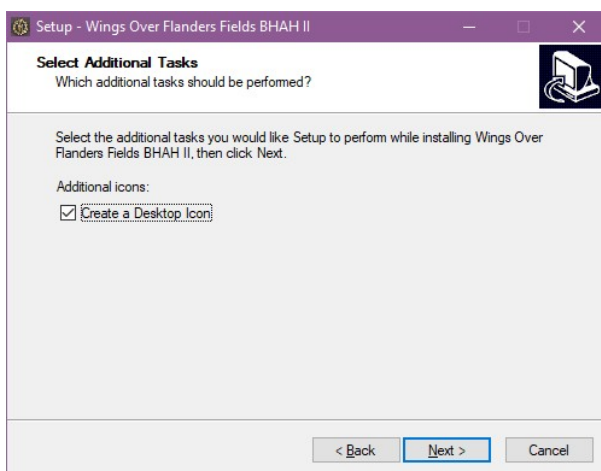 Setup - Wings Over Flanders Fields BHAH II
Select Additional Tasks
Which additional tasks should be performed?
Select the additional tasks you would like Setup to perform while installing Wings Over
Flanders Fields BHAH II, then click Next.
Additional icons:
Create a Desktop Icon
< Back Next > Cancel